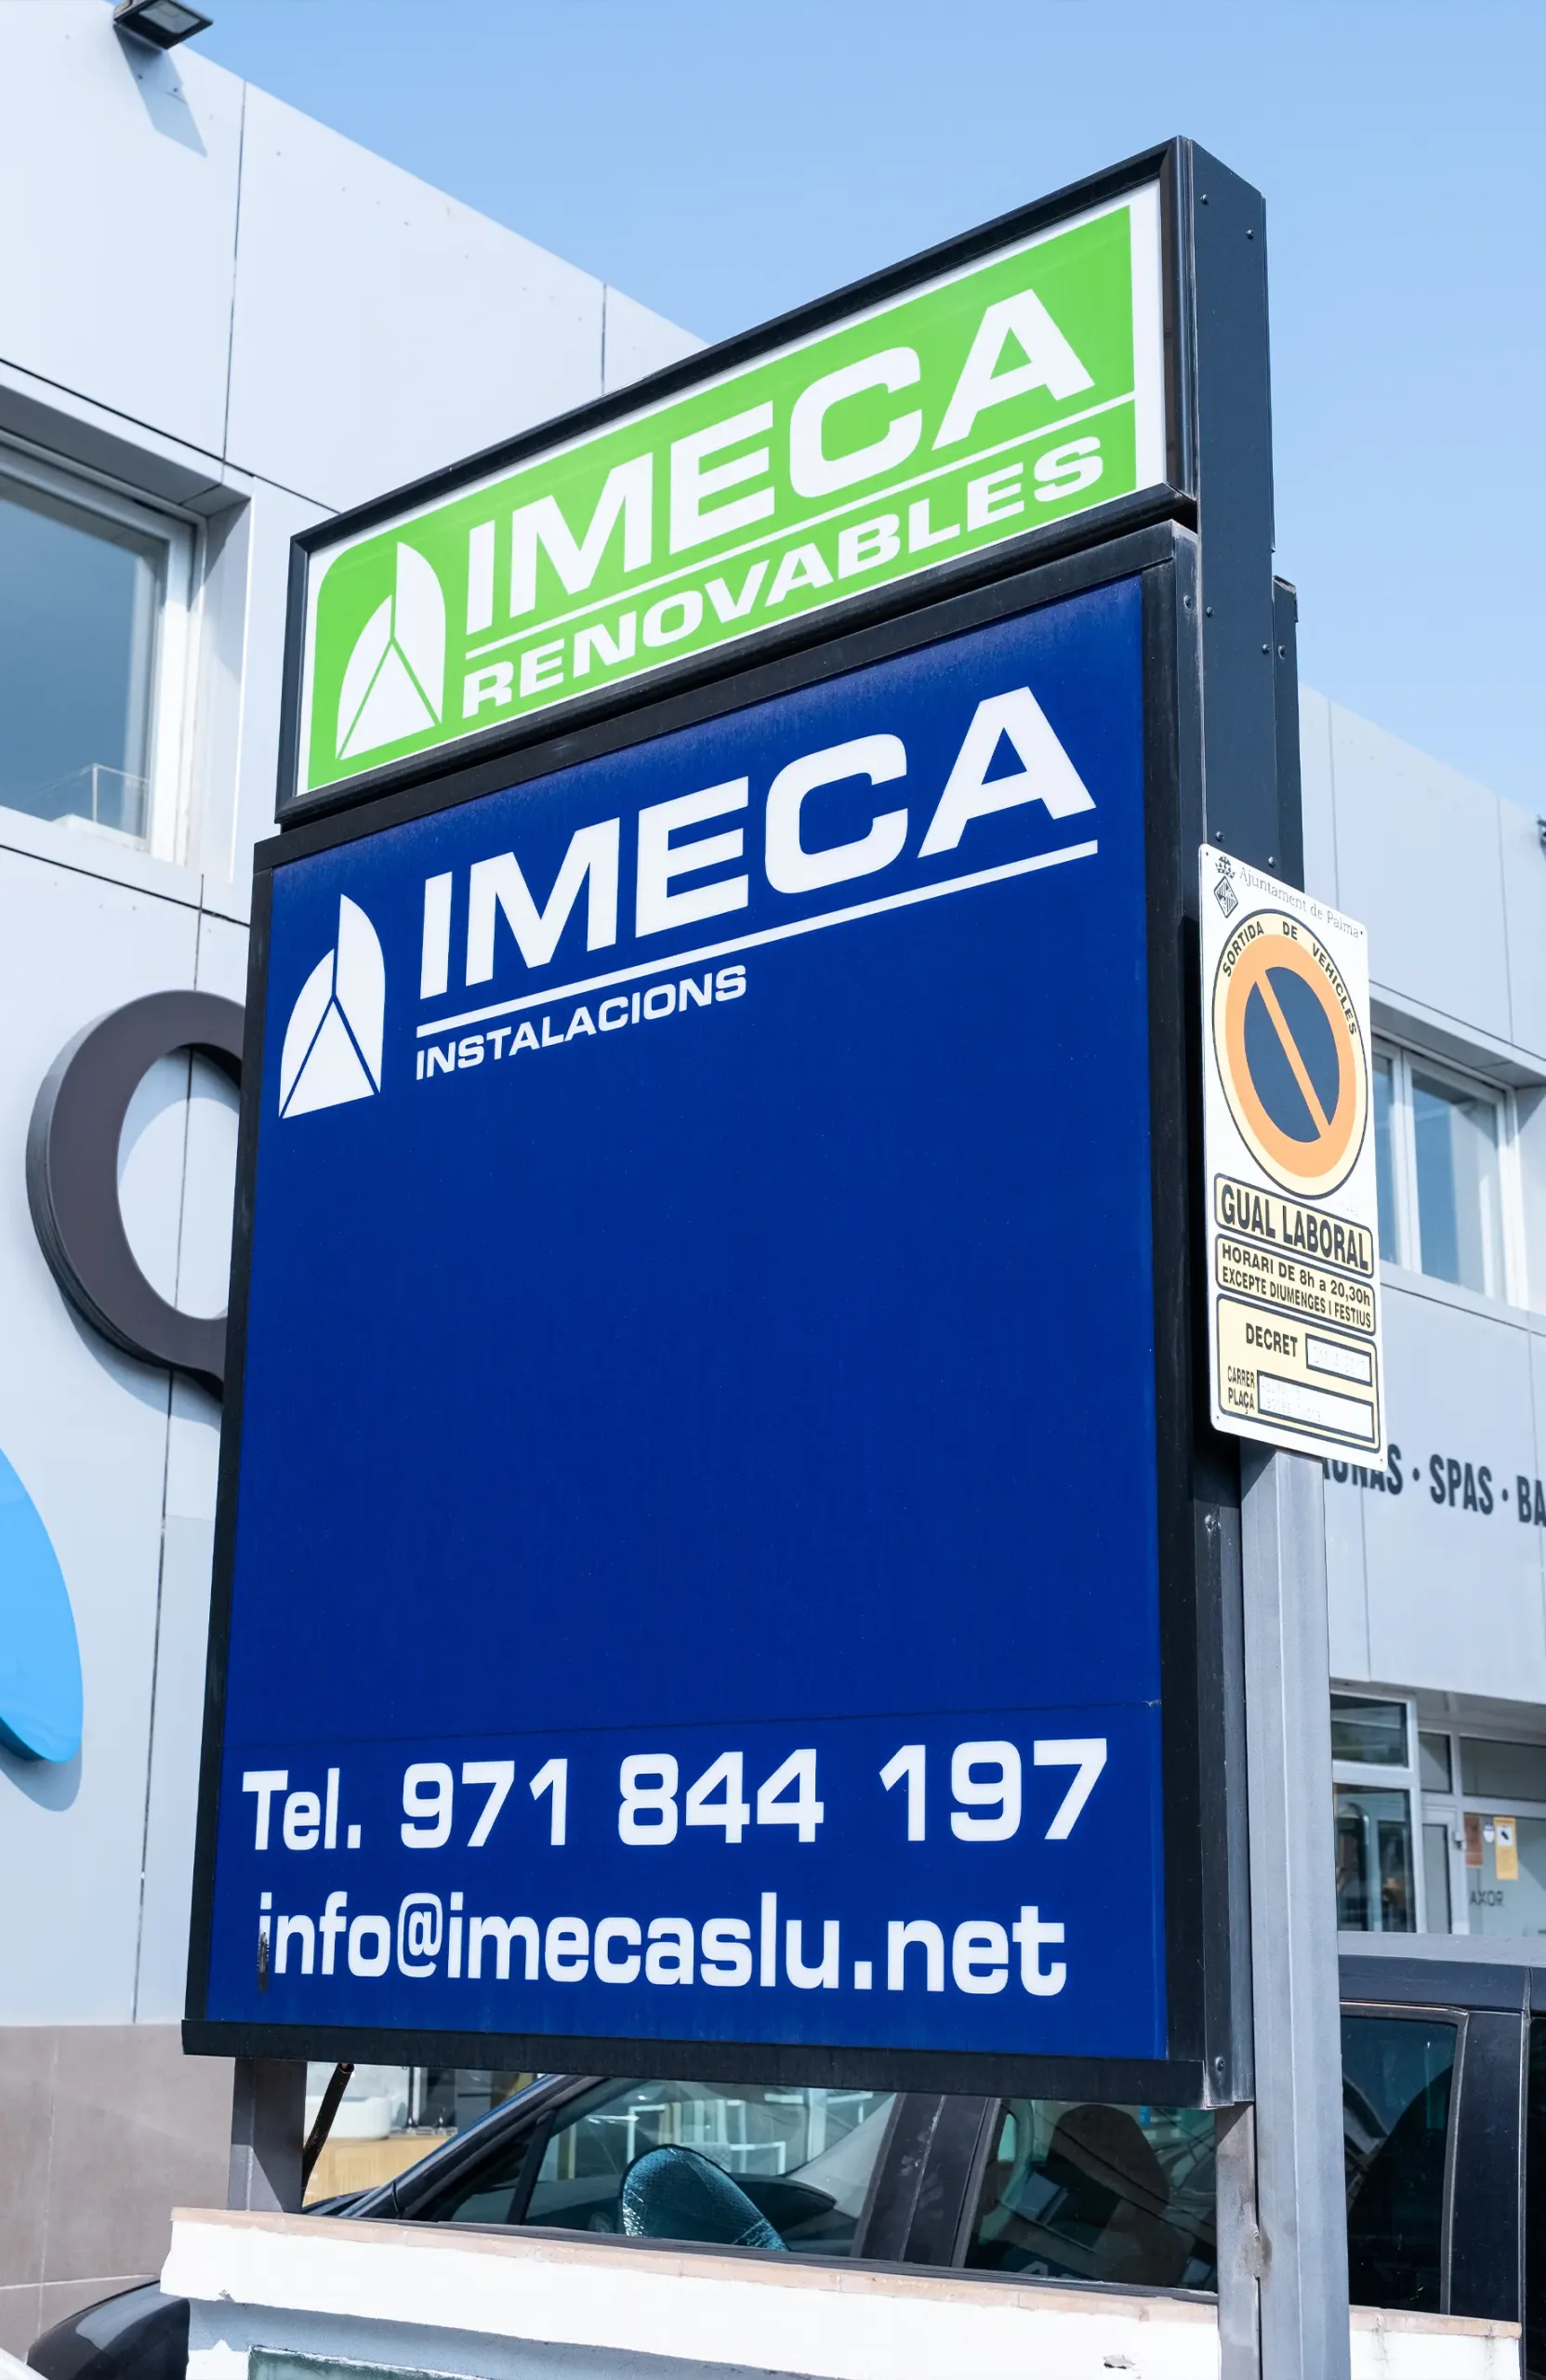 IMECA
RENOVABLES
IMECA
INSTALACIONS
Tel. 971 844 197
info@imecaslu.net
Ajuntament de Palma
SORTIDA DE VEHICLES
GUAL LABORAL
HORARI DE 8h a 20,30h
EXCEPTE DIUMENGES I FESTIUS
DECRET
CARRER
PLAÇA
· SPAS ·
AXOR